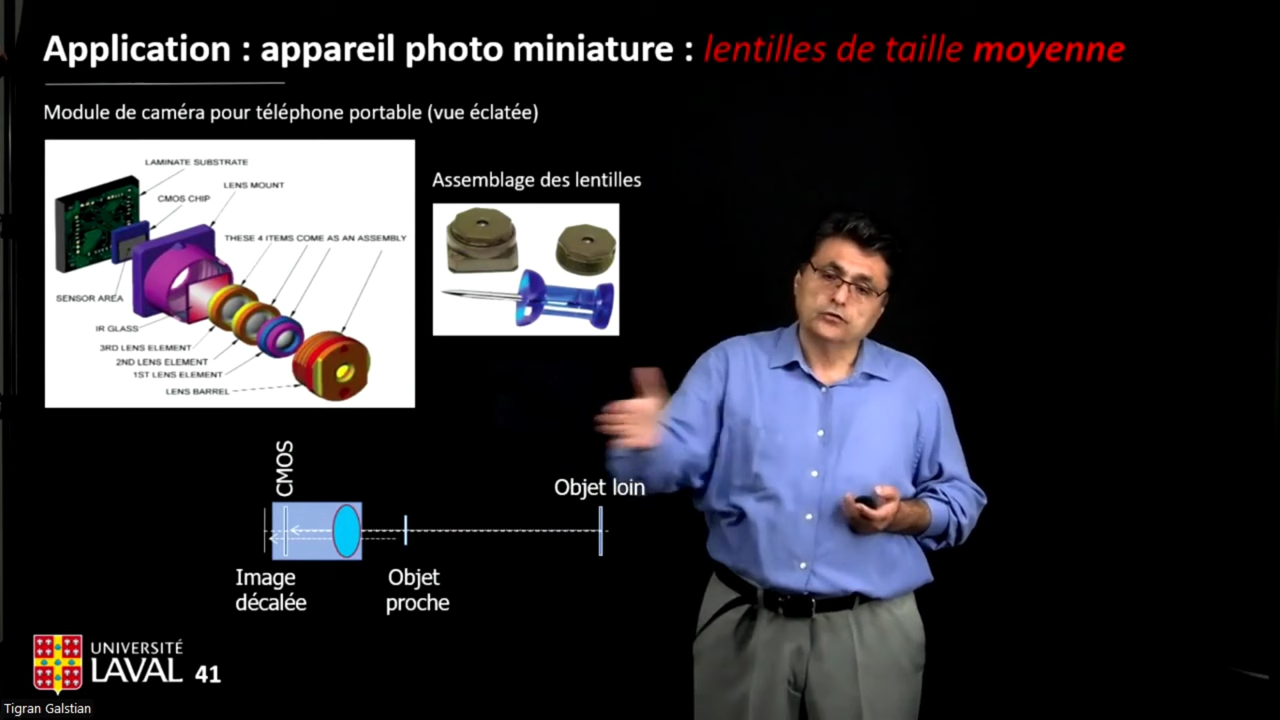 Application : appareil photo miniature : lentilles de taille moyenne
Module de caméra pour téléphone portable (vue éclatée)
LAMINATE SUBSTRATE
CMOS CHIP
LENS MOUNT
THESE 4 ITEMS COME AS AN ASSEMBLY
SENSOR AREA
IR GLASS
3RD LENS ELEMENT
2ND LENS ELEMENT
1ST LENS ELEMENT
LENS BARREL
Assemblage des lentilles
CMOS
Objet loin
Image
décalée
Objet
proche
UNIVERSITÉ
LAVAL
41
Tigran Galstian